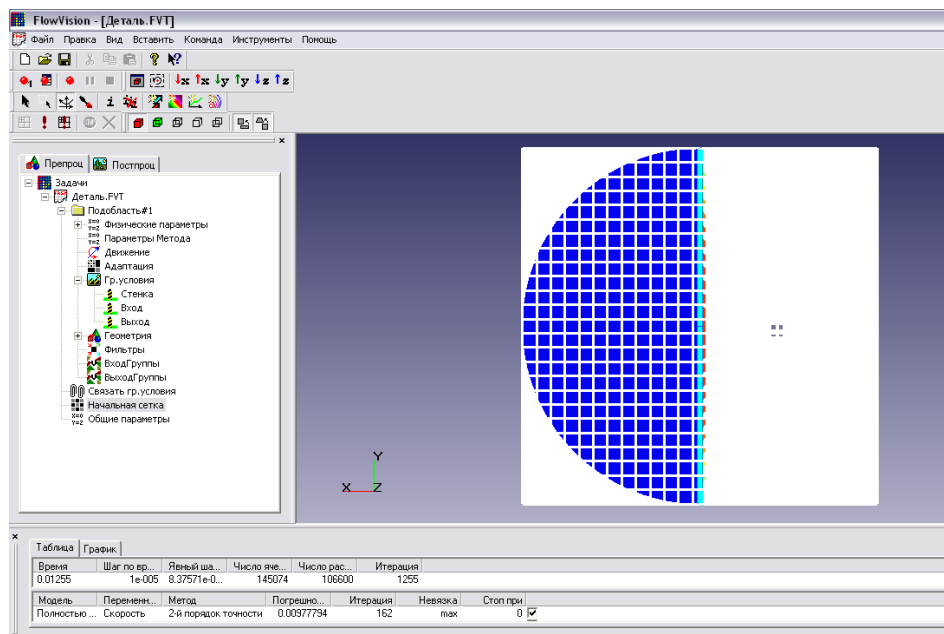 FlowVision - [Деталь.FVT]
Файл Правка Вид Вставить Команда Инструменты Помощь
↓x ↑x ↓y ↑y ↓z ↑z
Препроц Постпроц
Задачи
Деталь.FVT
Подобласть#1
Физические параметры
Параметры Метода
Движение
Адаптация
Гр.условия
Стенка
Вход
Выход
Геометрия
Фильтры
ВходГруппы
ВыходГруппы
Связать гр.условия
Начальная сетка
Общие параметры
Y
X Z
Таблица График
Время Шаг по вр... Явный ша... Число яче... Число рас... Итерация
0.01255 1e-005 8.37571e-0... 145074 106600 1255
Модель Переменн... Метод Погрешно... Итерация Невязка Стоп при
Полностью ... Скорость 2-й порядок точности 0.00977794 162 max 0